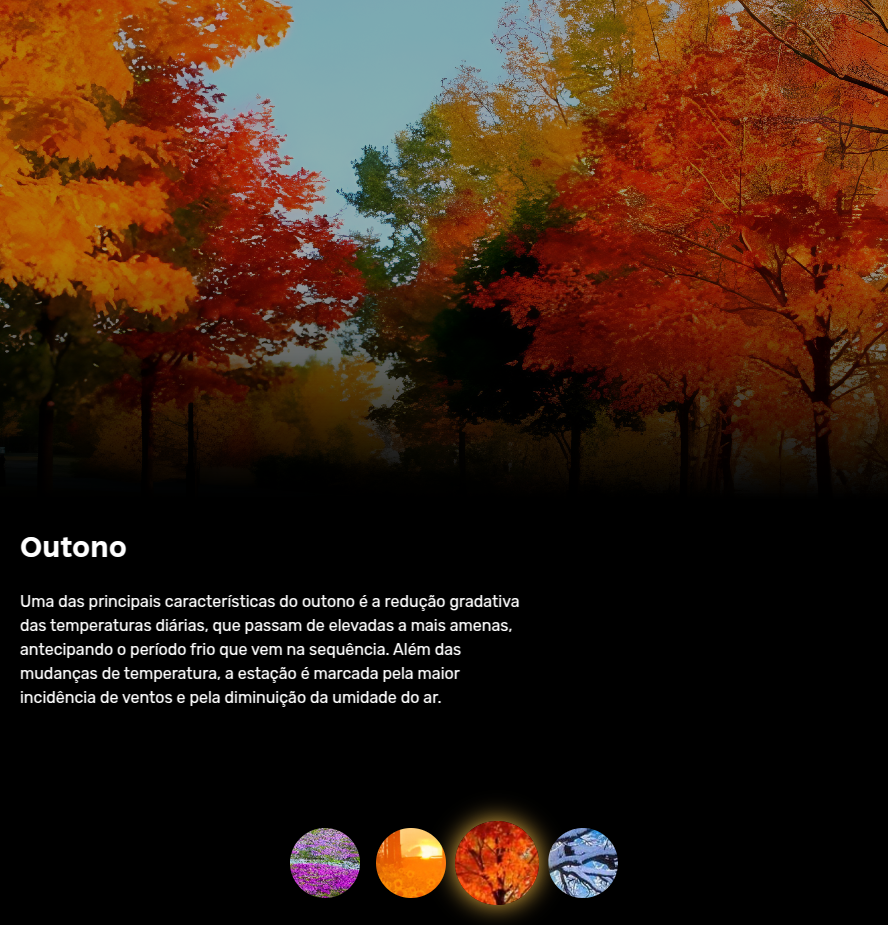 Outono
Uma das principais características do outono é a redução gradativa
das temperaturas diárias, que passam de elevadas a mais amenas,
antecipando o período frio que vem na sequência. Além das
mudanças de temperatura, a estação é marcada pela maior
incidência de ventos e pela diminuição da umidade do ar.